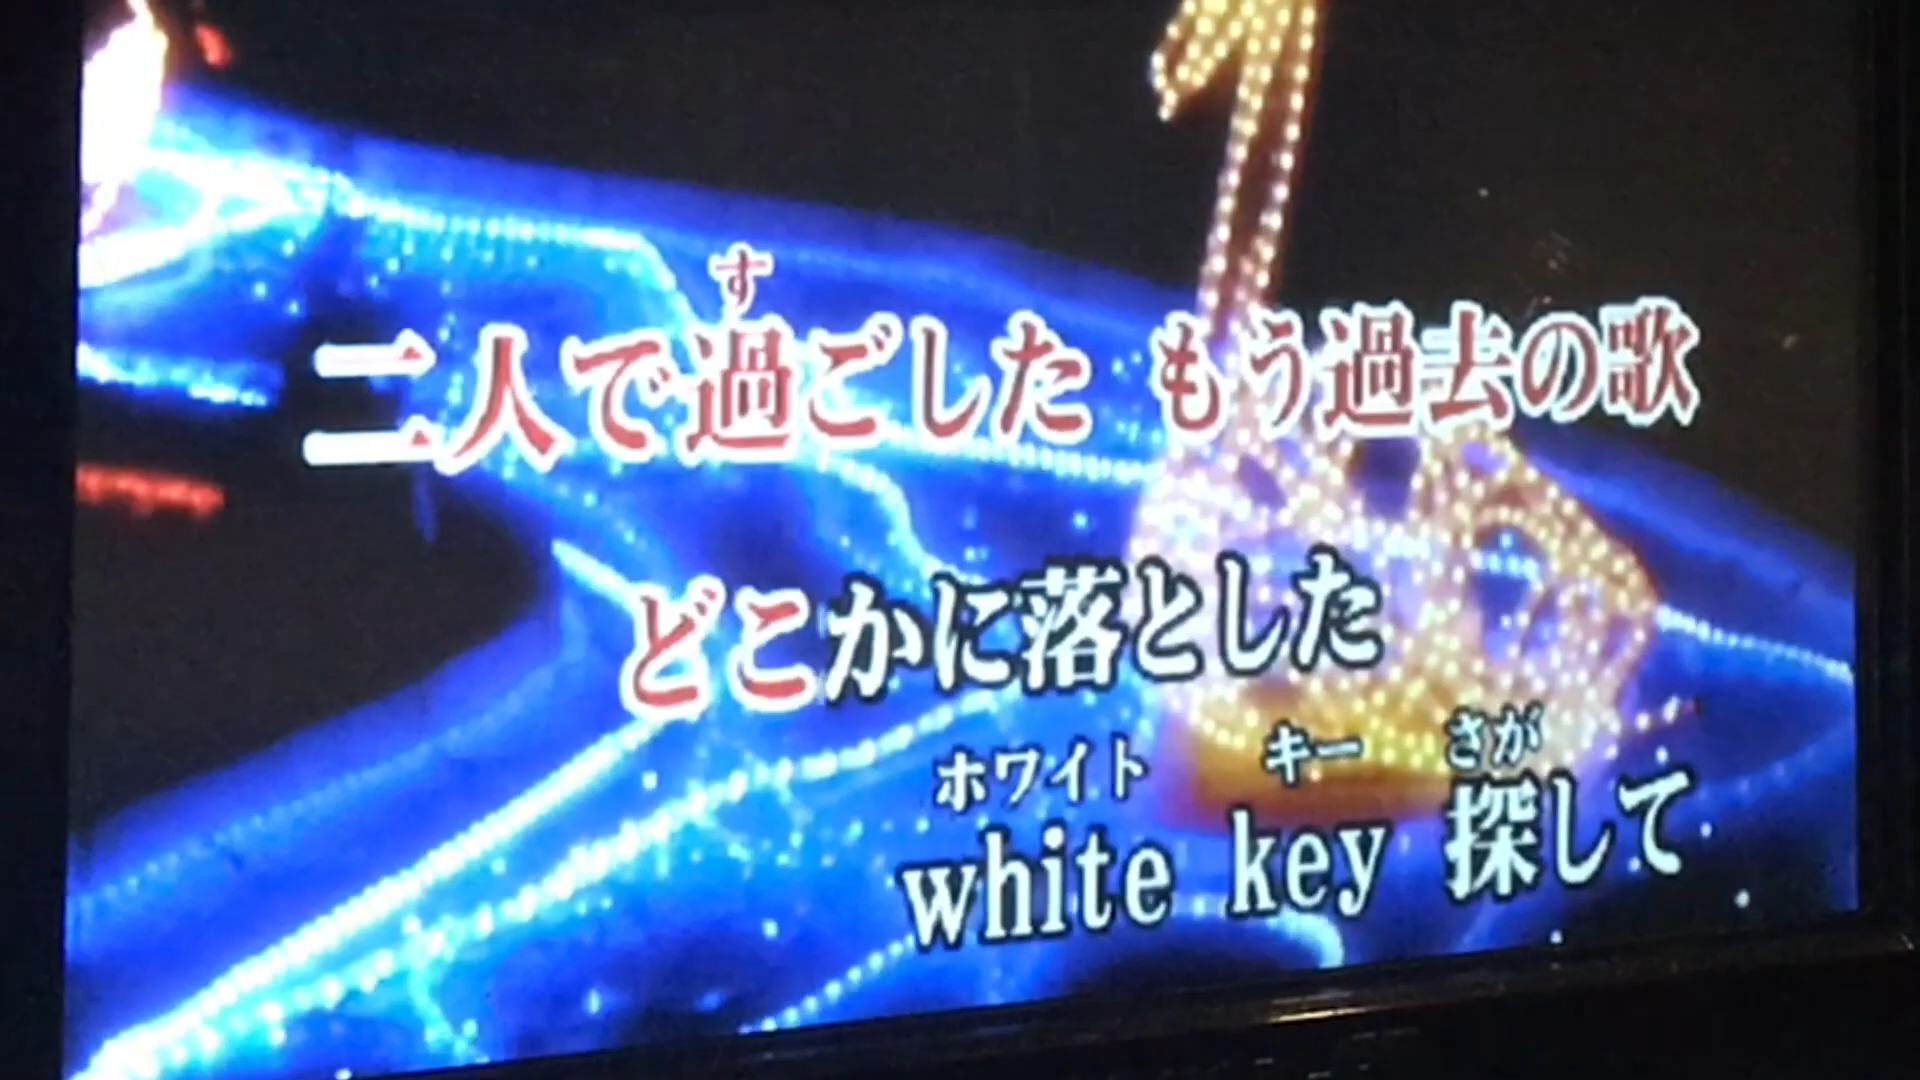 す
二人で過ごした もう過去の歌
どこかに落とした
ホワイト キー さが
white key 探して